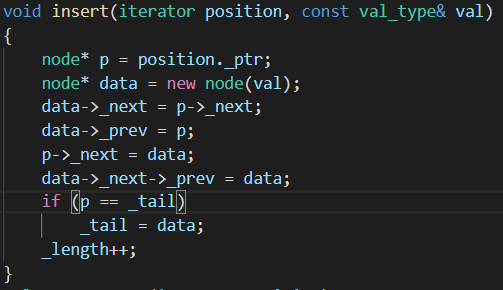 void insert(iterator position, const val_type& val)
{
    node* p = position._ptr;
    node* data = new node(val);
    data->_next = p->_next;
    data->_prev = p;
    p->_next = data;
    data->_next->_prev = data;
    if (p == _tail)
        _tail = data;
    _length++;
}